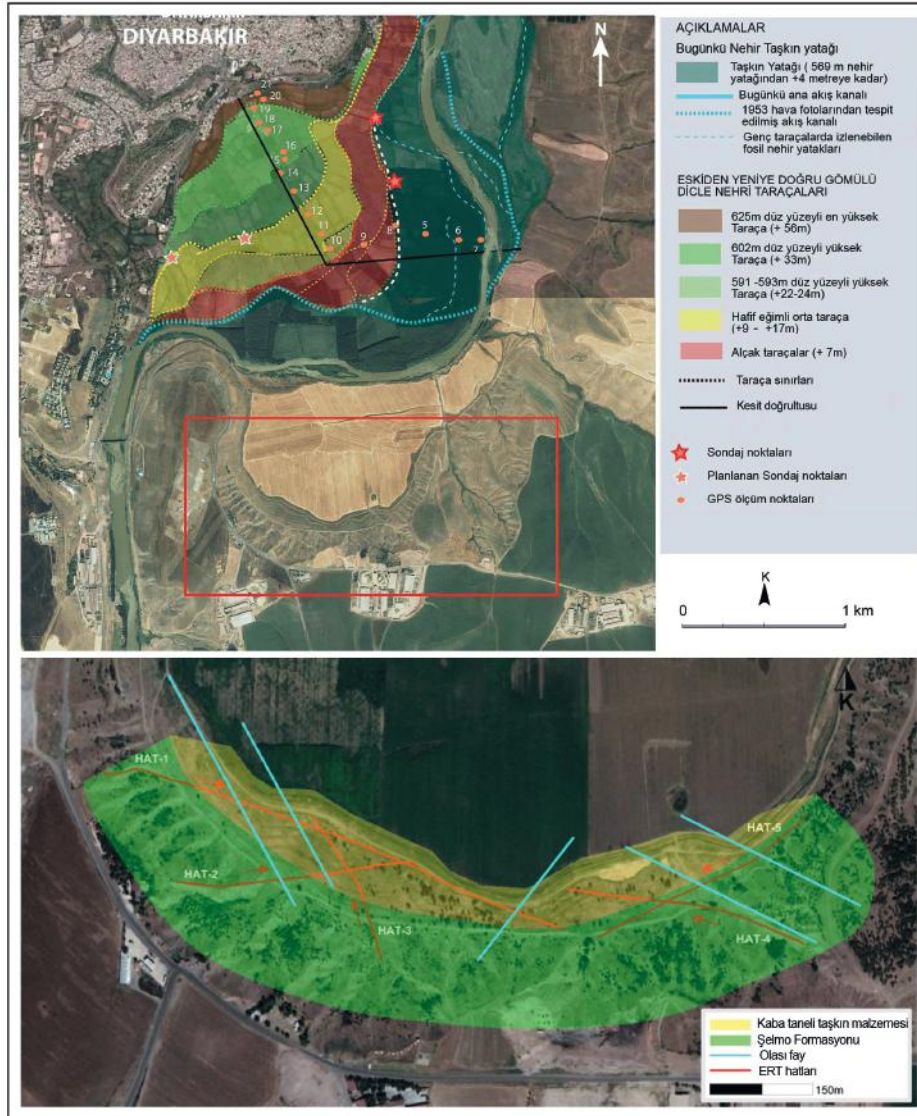 DİYARBAKIR
N
20
19
18
17
16
14
13
12
11
10
9
8
5
6
7
AÇIKLAMALAR
Bugünkü Nehir Taşkın yatağı
Taşkın Yatağı ( 569 m nehir
yatağından +4 metreye kadar)
Bugünkü ana akış kanalı
1953 hava fotolarından tespit
edilmiş akış kanalı
Genç taraçalarda izlenebilen
fosil nehir yatakları
ESKİDEN YENİYE DOĞRU GÖMÜLÜ
DİCLE NEHRİ TARAÇALARI
625m düz yüzeyli en yüksek
Taraça (+ 56m)
602m düz yüzeyli yüksek
Taraça (+ 33m)
591 -593m düz yüzeyli yüksek
Taraça (+22-24m)
Hafif eğimli orta taraça
(+9 - +17m)
Alçak taraçalar (+ 7m)
Taraça sınırları
Kesit doğrultusu
Sondaj noktaları
Planlanan Sondaj noktaları
GPS ölçüm noktaları
K
0 1 km
K
HAT-1
HAT-2
HAT-3
HAT-5
HAT-4
Kaba taneli taşkın malzemesi
Şelmo Formasyonu
Olası fay
ERT hatları
150m